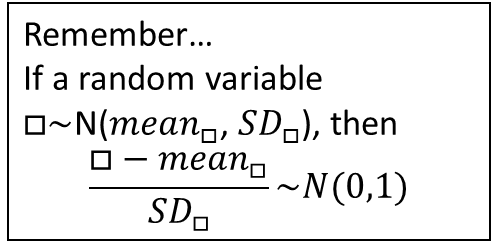 Remember...
If a random variable
□~N(mean□, SD□), then
□ − mean□
SD□
~N(0,1)